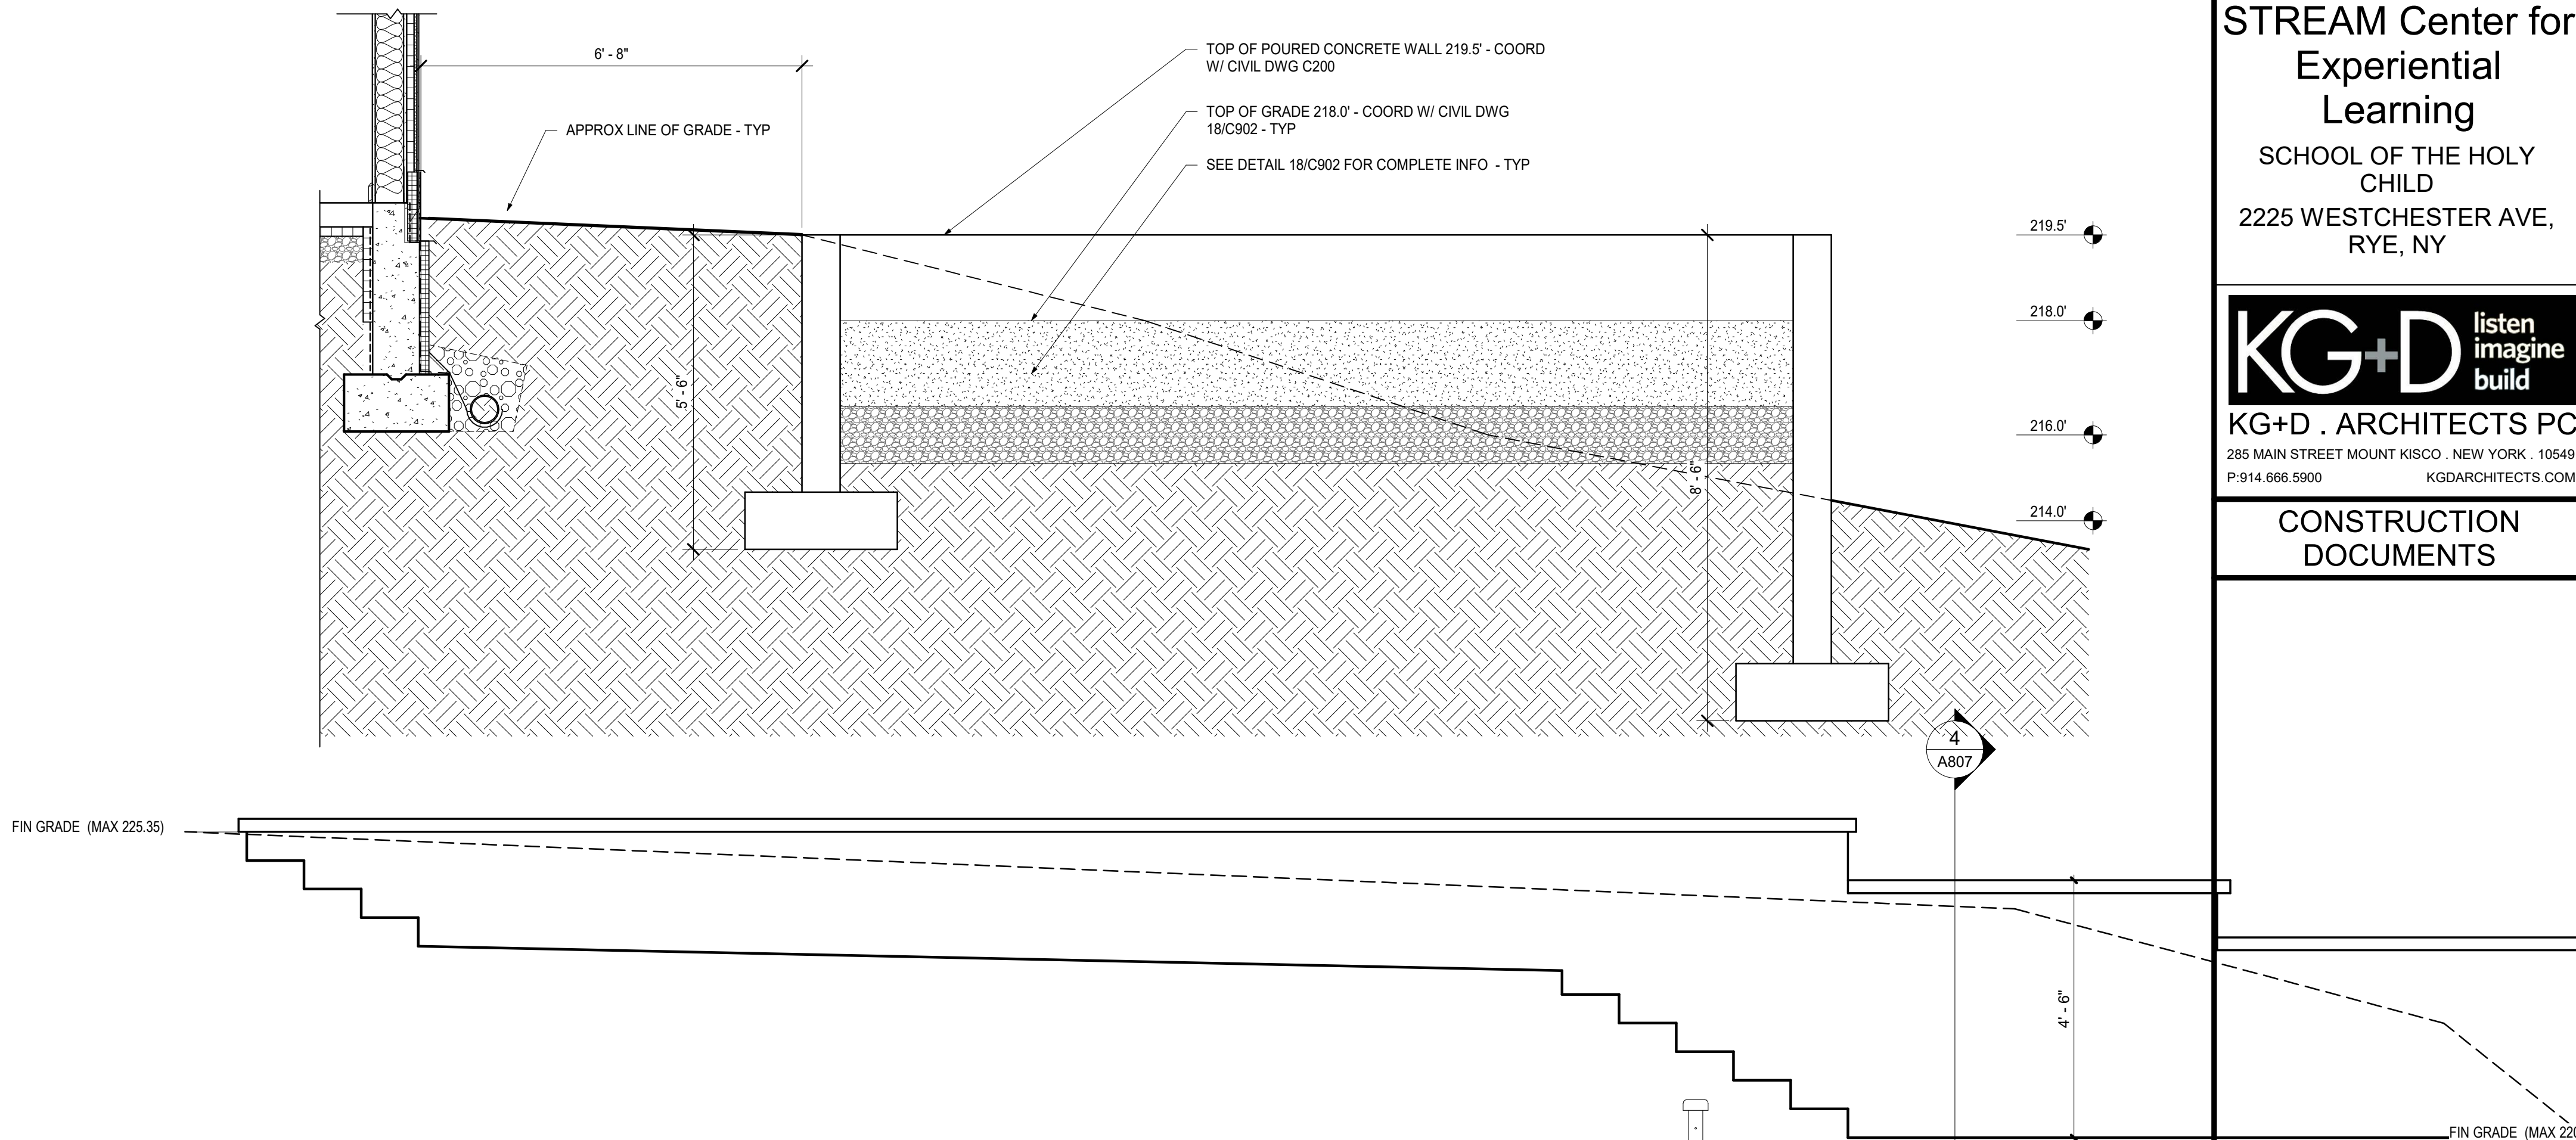 6' - 8"
TOP OF POURED CONCRETE WALL 219.5' - COORD
W/ CIVIL DWG C200
TOP OF GRADE 218.0' - COORD W/ CIVIL DWG
18/C902 - TYP
APPROX LINE OF GRADE - TYP
SEE DETAIL 18/C902 FOR COMPLETE INFO - TYP
219.5'
218.0'
216.0'
214.0'
5' - 6"
8' - 6"
4
A807
FIN GRADE (MAX 225.35)
4' - 6"
STREAM Center for
Experiential
Learning
SCHOOL OF THE HOLY
CHILD
2225 WESTCHESTER AVE,
RYE, NY
KG+D
listen
imagine
build
KG+D . ARCHITECTS PC
285 MAIN STREET MOUNT KISCO . NEW YORK . 10549
P:914.666.5900 KGDARCHITECTS.COM
CONSTRUCTION
DOCUMENTS
FIN GRADE (MAX